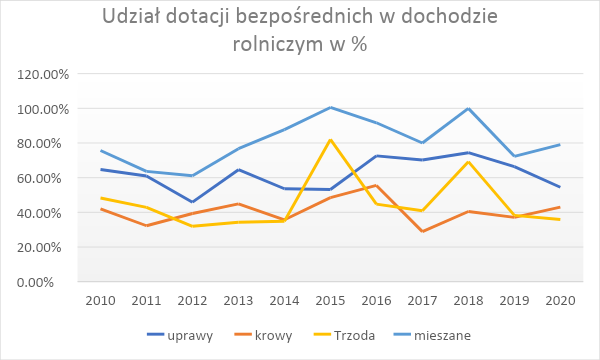 Udział dotacji bezpośrednich w dochodzie
rolniczym w %
120.00%
100.00%
80.00%
60.00%
40.00%
20.00%
0.00%
2010 2011 2012 2013 2014 2015 2016 2017 2018 2019 2020
uprawy krowy Trzoda mieszane